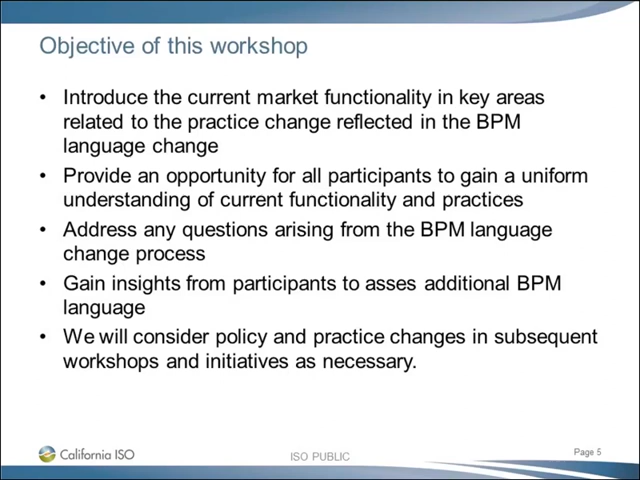 Objective of this workshop
• Introduce the current market functionality in key areas
related to the practice change reflected in the BPM
language change
• Provide an opportunity for all participants to gain a uniform
understanding of current functionality and practices
• Address any questions arising from the BPM language
change process
• Gain insights from participants to asses additional BPM
language
• We will consider policy and practice changes in subsequent
workshops and initiatives as necessary.
California ISO
ISO PUBLIC
Page 5